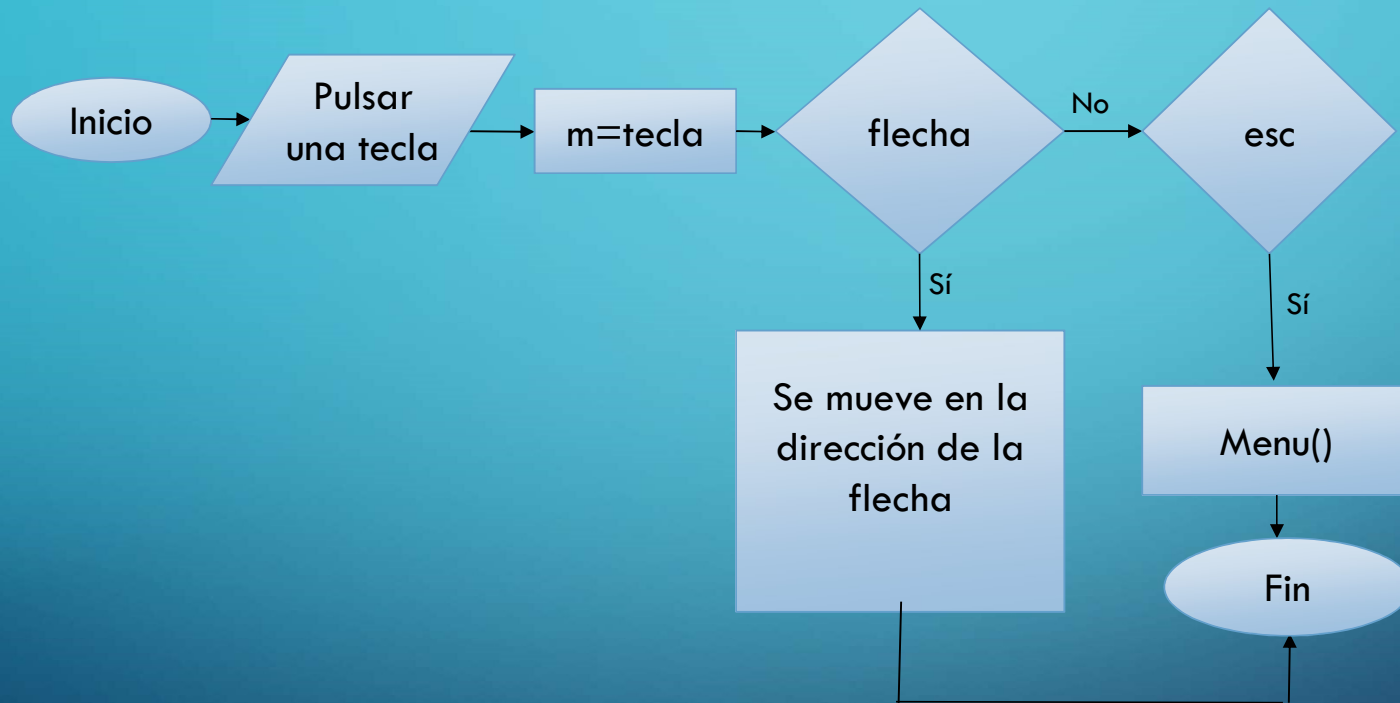 Inicio
Pulsar
una tecla
m=tecla
flecha
No
esc
Sí
Sí
Se mueve en la
dirección de la
flecha
Menu()
Fin